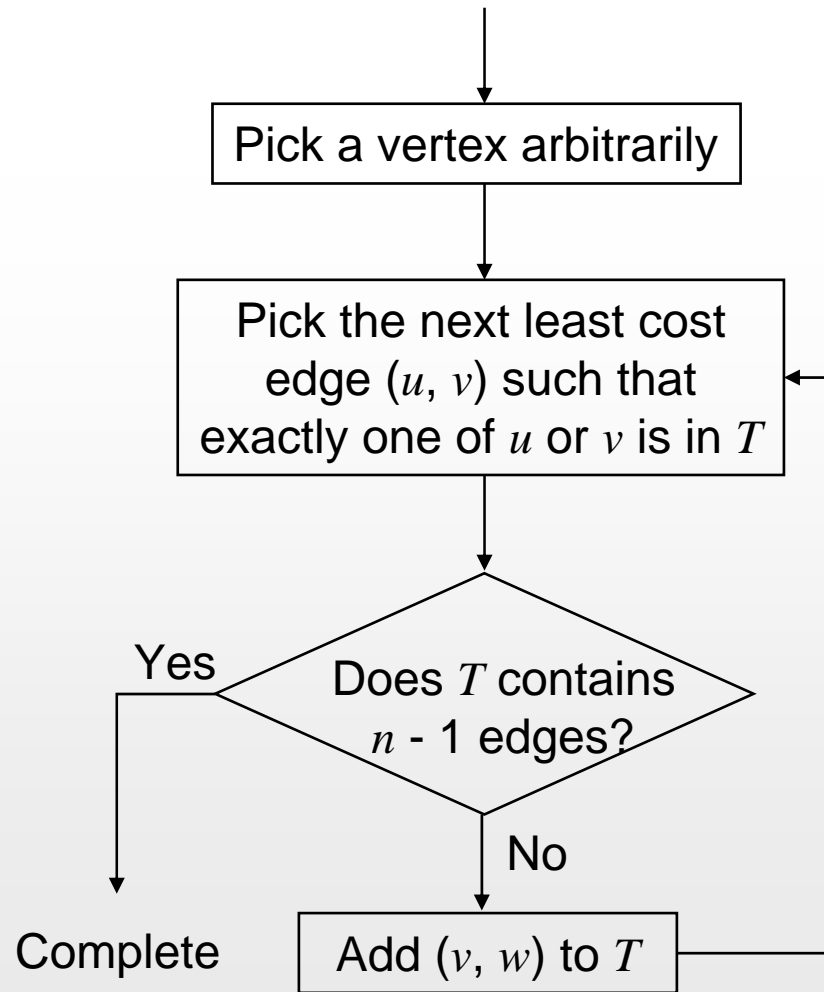 Pick a vertex arbitrarily
Pick the next least cost
edge (u, v) such that
exactly one of u or v is in T
Yes
Does T contains
n - 1 edges?
No
Complete
Add (v, w) to T